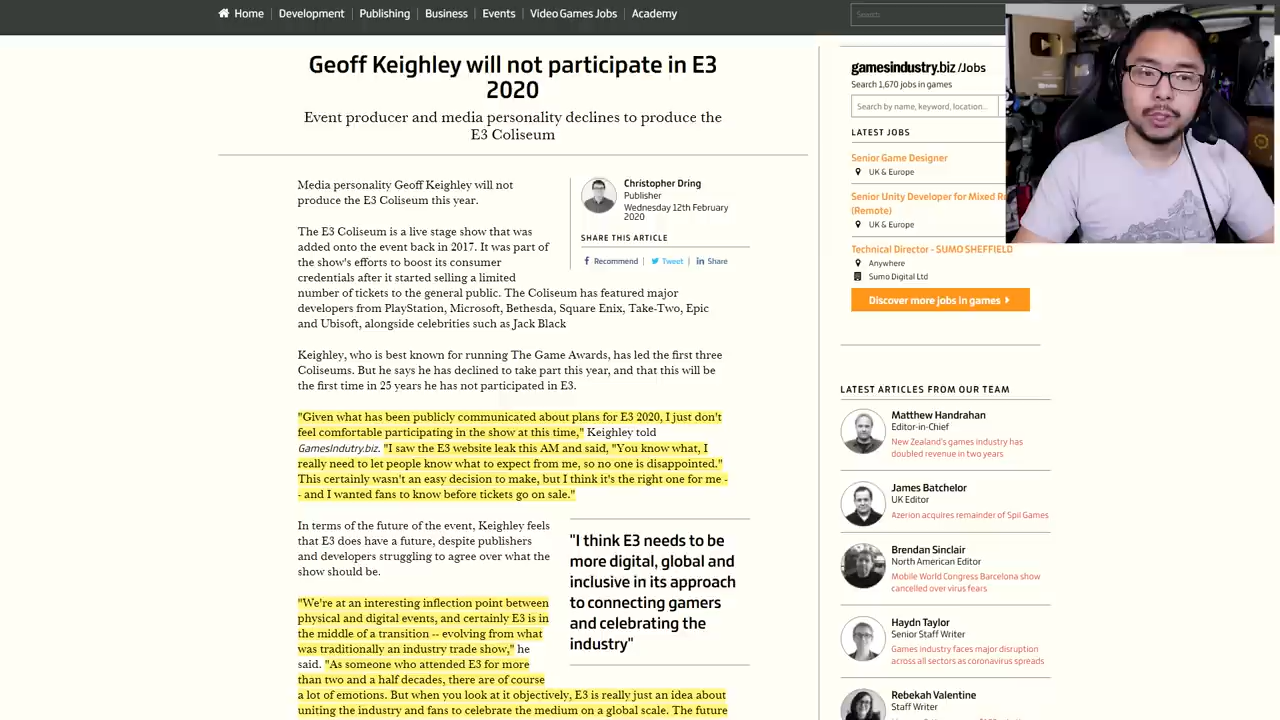 Home
Development
Publishing
Business
Events
Video Games Jobs
Academy
Search
Geoff Keighley will not participate in E3
2020
Event producer and media personality declines to produce the
E3 Coliseum
Media personality Geoff Keighley will not
produce the E3 Coliseum this year.
The E3 Coliseum is a live stage show that was
added onto the event back in 2017. It was part of
the show's efforts to boost its consumer
credentials after it started selling a limited
number of tickets to the general public. The Coliseum has featured major
developers from PlayStation, Microsoft, Bethesda, Square Enix, Take-Two, Epic
and Ubisoft, alongside celebrities such as Jack Black
Christopher Dring
Publisher
Wednesday 12th February
2020
SHARE THIS ARTICLE
Recommend
Tweet
Share
Keighley, who is best known for running The Game Awards, has led the first three
Coliseums. But he says he has declined to take part this year, and that this will be
the first time in 25 years he has not participated in E3.
"Given what has been publicly communicated about plans for E3 2020, I just don't
feel comfortable participating in the show at this time," Keighley told
GamesIndutry.biz. "I saw the E3 website leak this AM and said, "You know what, I
really need to let people know what to expect from me, so no one is disappointed."
This certainly wasn't an easy decision to make, but I think it's the right one for me -
- and I wanted fans to know before tickets go on sale."
In terms of the future of the event, Keighley feels
that E3 does have a future, despite publishers
and developers struggling to agree over what the
show should be.
"I think E3 needs to be
more digital, global and
inclusive in its approach
to connecting gamers
and celebrating the
industry"
"We're at an interesting inflection point between
physical and digital events, and certainly E3 is in
the middle of a transition -- evolving from what
was traditionally an industry trade show," he
said. "As someone who attended E3 for more
than two and a half decades, there are of course
a lot of emotions. But when you look at it objectively, E3 is really just an idea about
uniting the industry and fans to celebrate the medium on a global scale. The future
gamesindustry.biz /Jobs
Search 1,670 jobs in games
Search by name, keyword, location...
LATEST JOBS
Senior Game Designer
UK & Europe
Senior Unity Developer for Mixed
(Remote)
UK & Europe
Technical Director - SUMO SHEFFIELD
Anywhere
Sumo Digital Ltd
Discover more jobs in games
LATEST ARTICLES FROM OUR TEAM
Matthew Handrahan
Editor-in-Chief
New Zealand's games industry has
doubled revenue in two years
James Batchelor
UK Editor
Azerion acquires remainder of Spil Games
Brendan Sinclair
North American Editor
Mobile World Congress Barcelona show
cancelled over virus fears
Haydn Taylor
Senior Staff Writer
Games industry faces major disruption
across all sectors as coronavirus spreads
Rebekah Valentine
Staff Writer